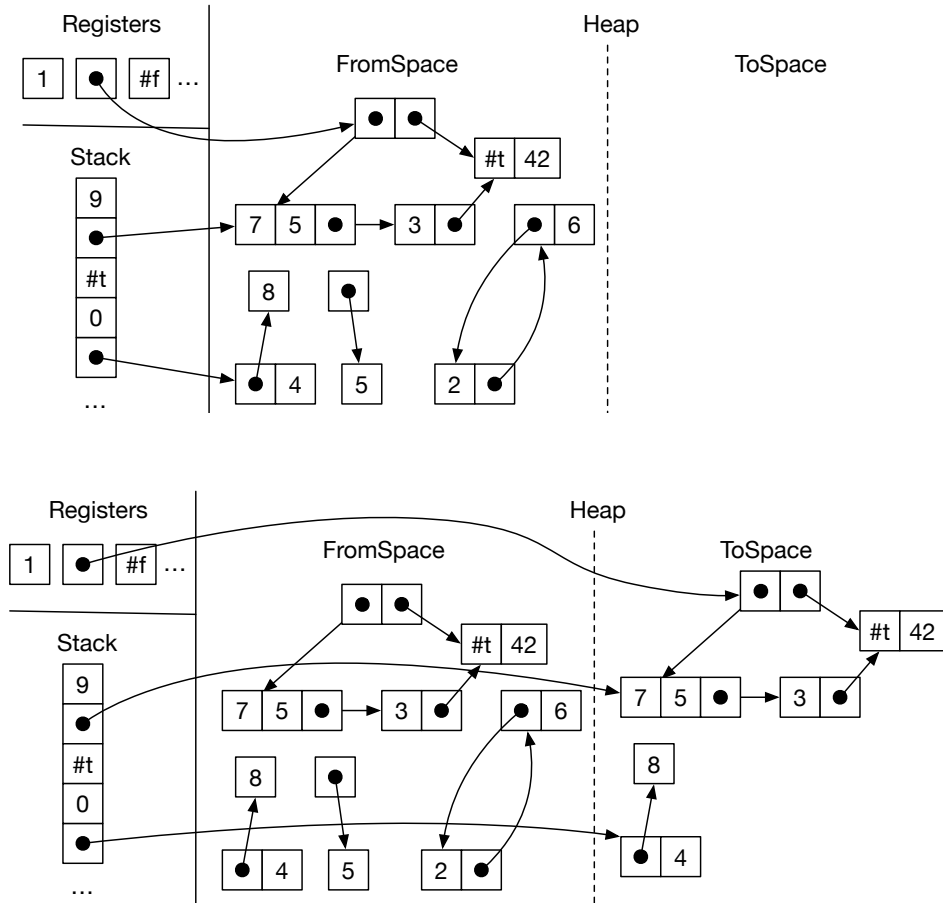 Registers
Heap
FromSpace
ToSpace
1 #f ...
#t 42
Stack
9
7 5 3 6
#t
8
0
4 5 2
...
Registers
Heap
FromSpace
ToSpace
1 #f ...
#t 42
#t 42
Stack
9
7 5 3 6
7 5 3
#t
8
8
0
4 5 2
4
...